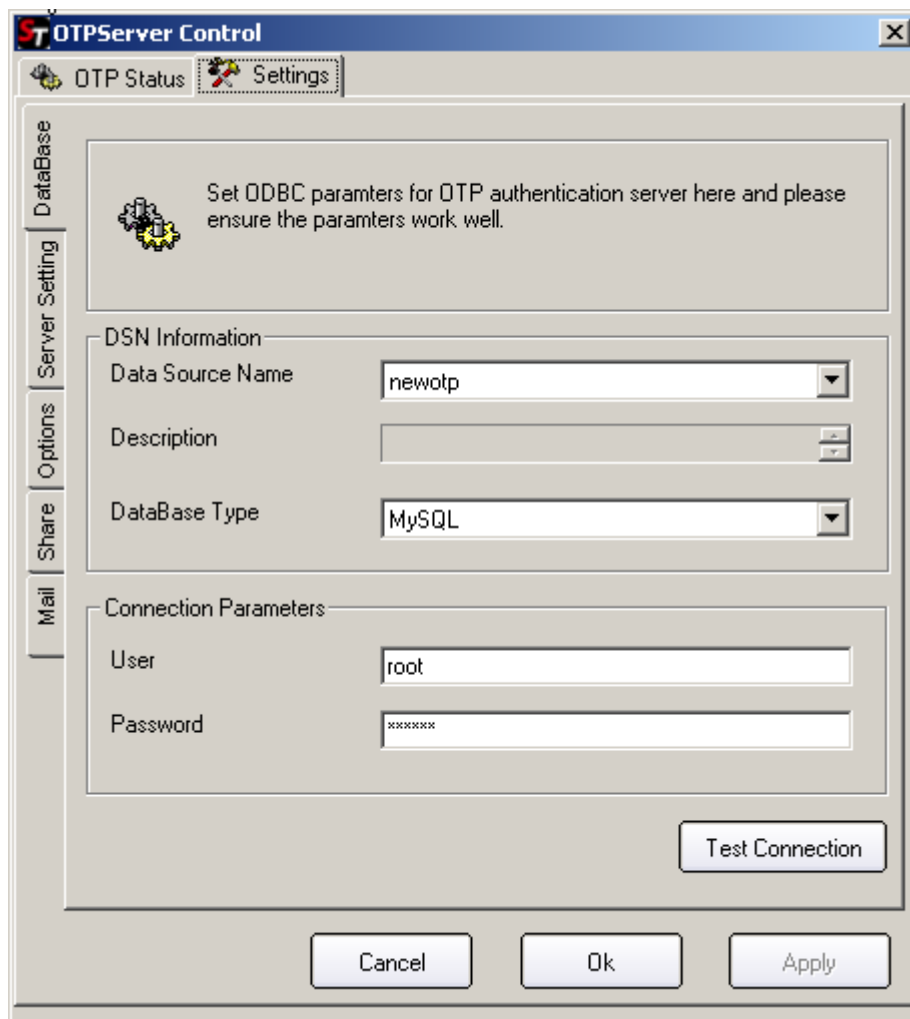 ST OTPServer Control
OTP Status Settings
DataBase
Server Setting
Options
Share
Mail
Set ODBC paramters for OTP authentication server here and please
ensure the paramters work well.
DSN Information
Data Source Name newotp
Description
DataBase Type MySQL
Connection Parameters
User root
Password ******
Test Connection
Cancel Ok Apply